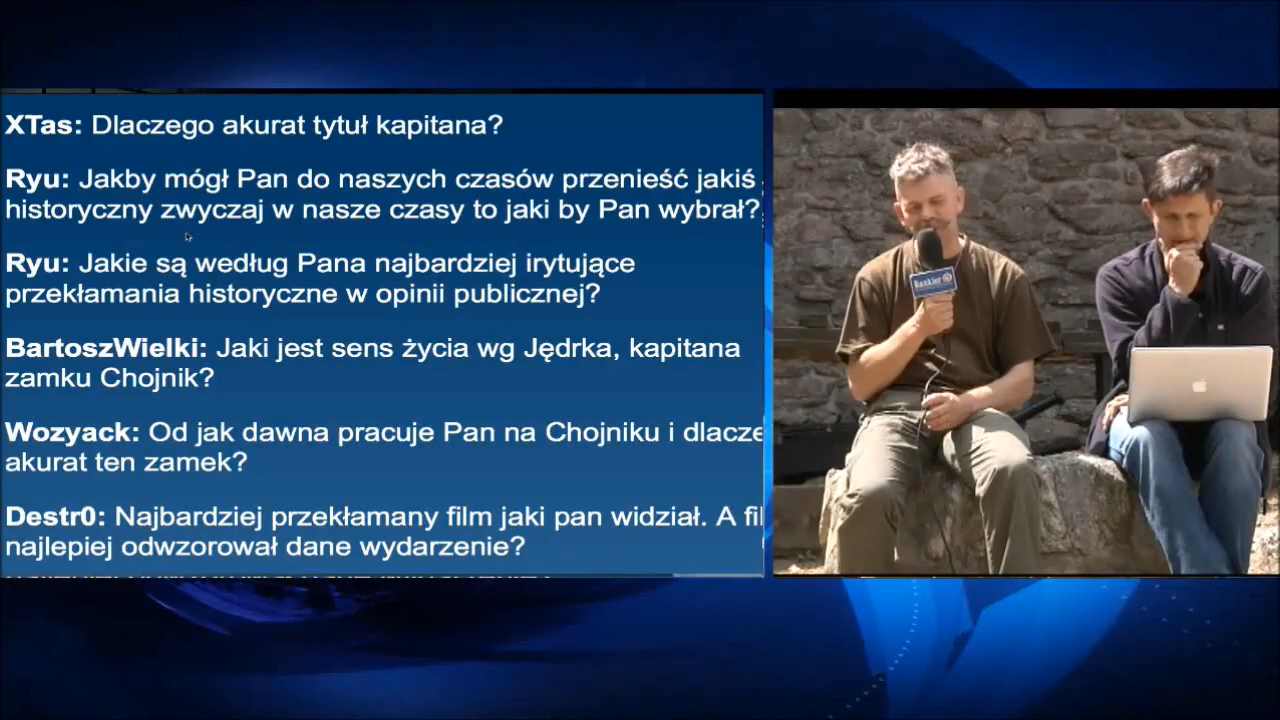 XTas: Dlaczego akurat tytuł kapitana?
Ryu: Jakby mógł Pan do naszych czasów przenieść jakiś
historyczny zwyczaj w nasze czasy to jaki by Pan wybrał?
Ryu: Jakie są według Pana najbardziej irytujące
przekłamania historyczne w opinii publicznej?
BartoszWielki: Jaki jest sens życia wg Jędrka, kapitana
zamku Chojnik?
Wozyack: Od jak dawna pracuje Pan na Chojniku i dlacze
akurat ten zamek?
Destr0: Najbardziej przekłamany film jaki pan widział. A fil
najlepiej odwzorował dane wydarzenie?
Bankier